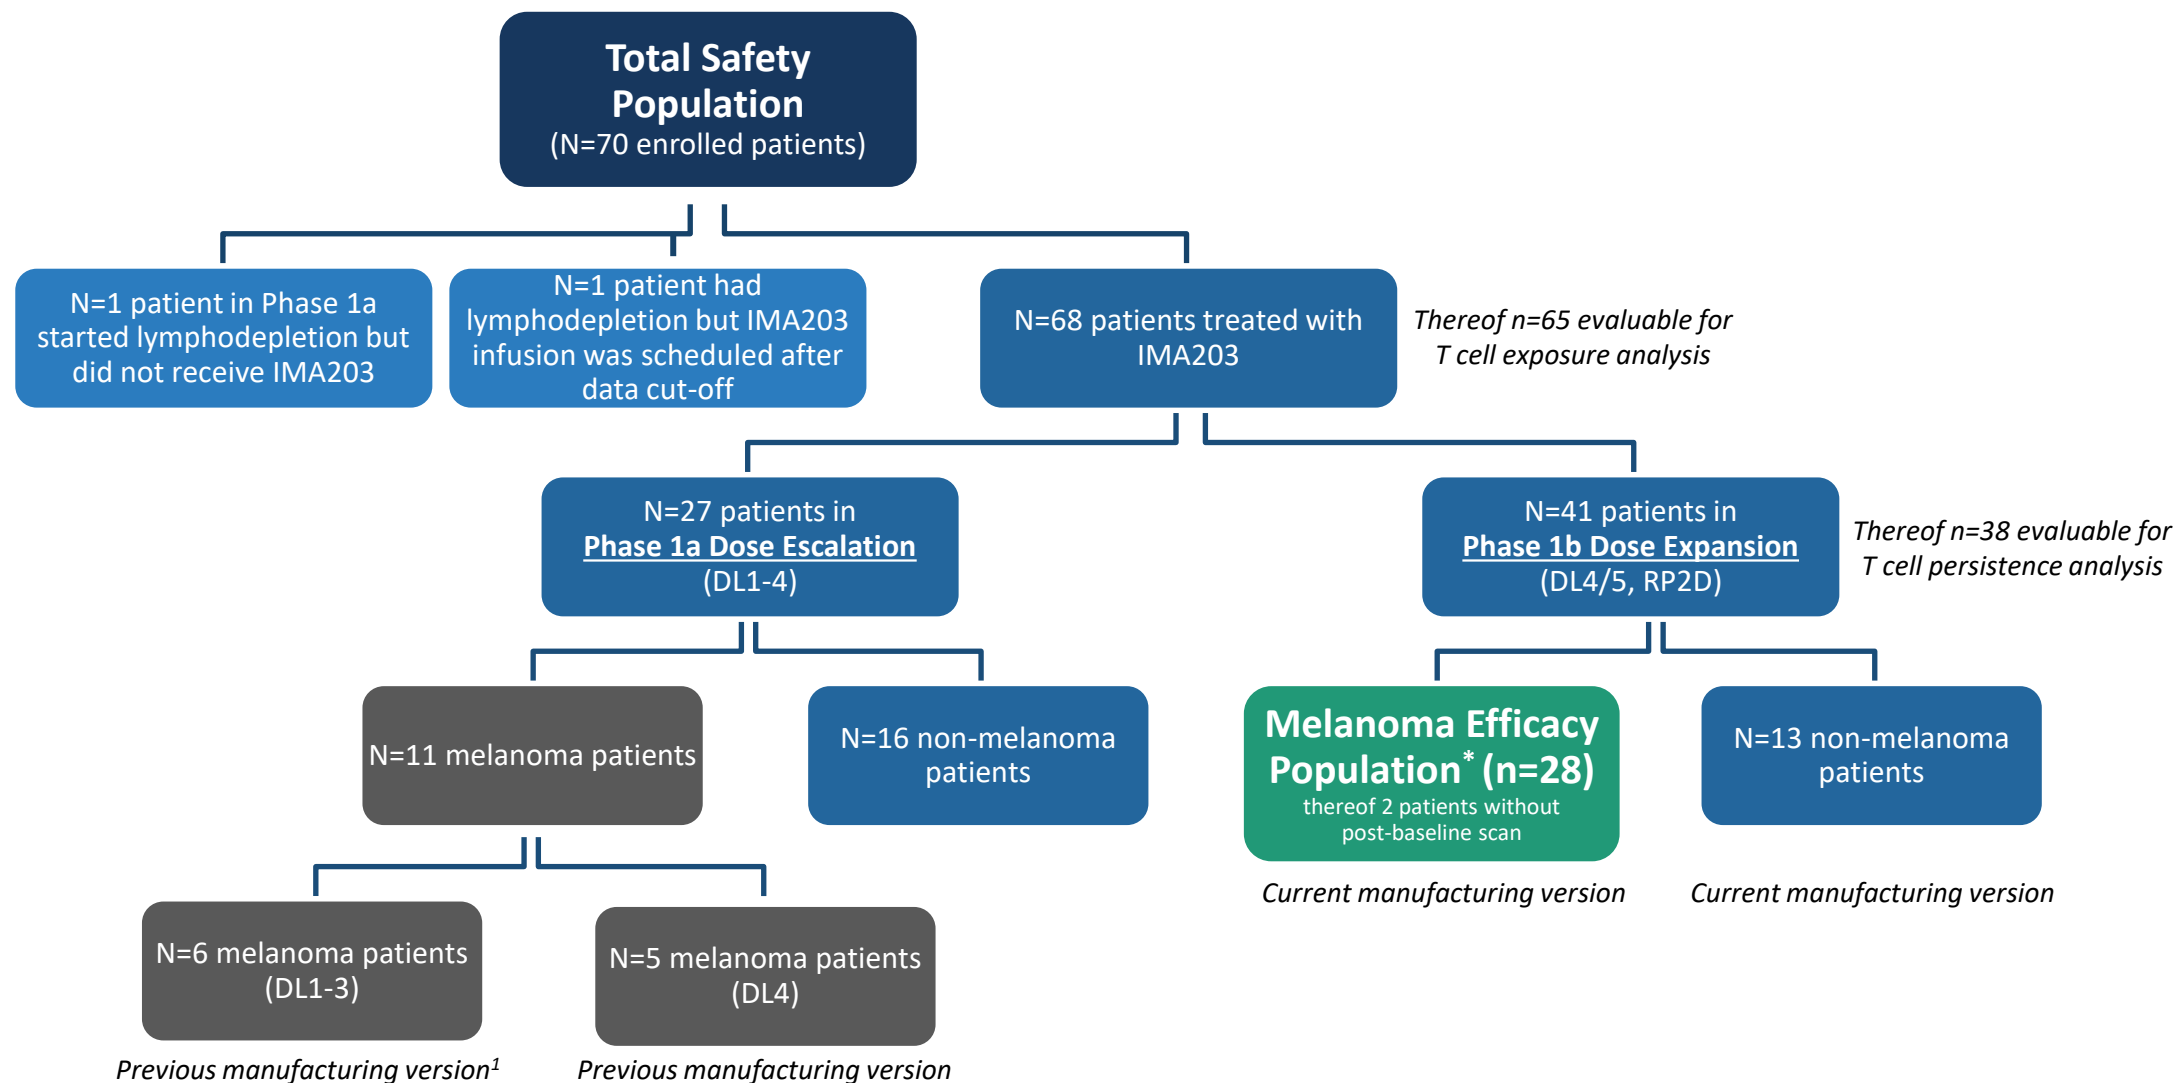 Total Safety
Population
(N=70 enrolled patients)
N=1 patient in Phase 1a
started lymphodepletion but
did not receive IMA203
N=1 patient had
lymphodepletion but IMA203
infusion was scheduled after
data cut-off
N=68 patients treated with
IMA203
Thereof n=65 evaluable for
T cell exposure analysis
N=27 patients in
Phase 1a Dose Escalation
(DL1-4)
N=41 patients in
Phase 1b Dose Expansion
(DL4/5, RP2D)
Thereof n=38 evaluable for
T cell persistence analysis
N=11 melanoma patients
N=16 non-melanoma
patients
Melanoma Efficacy
Population* (n=28)
thereof 2 patients without
post-baseline scan
N=13 non-melanoma
patients
Current manufacturing version
Current manufacturing version
N=6 melanoma patients
(DL1-3)
N=5 melanoma patients
(DL4)
Previous manufacturing version¹
Previous manufacturing version